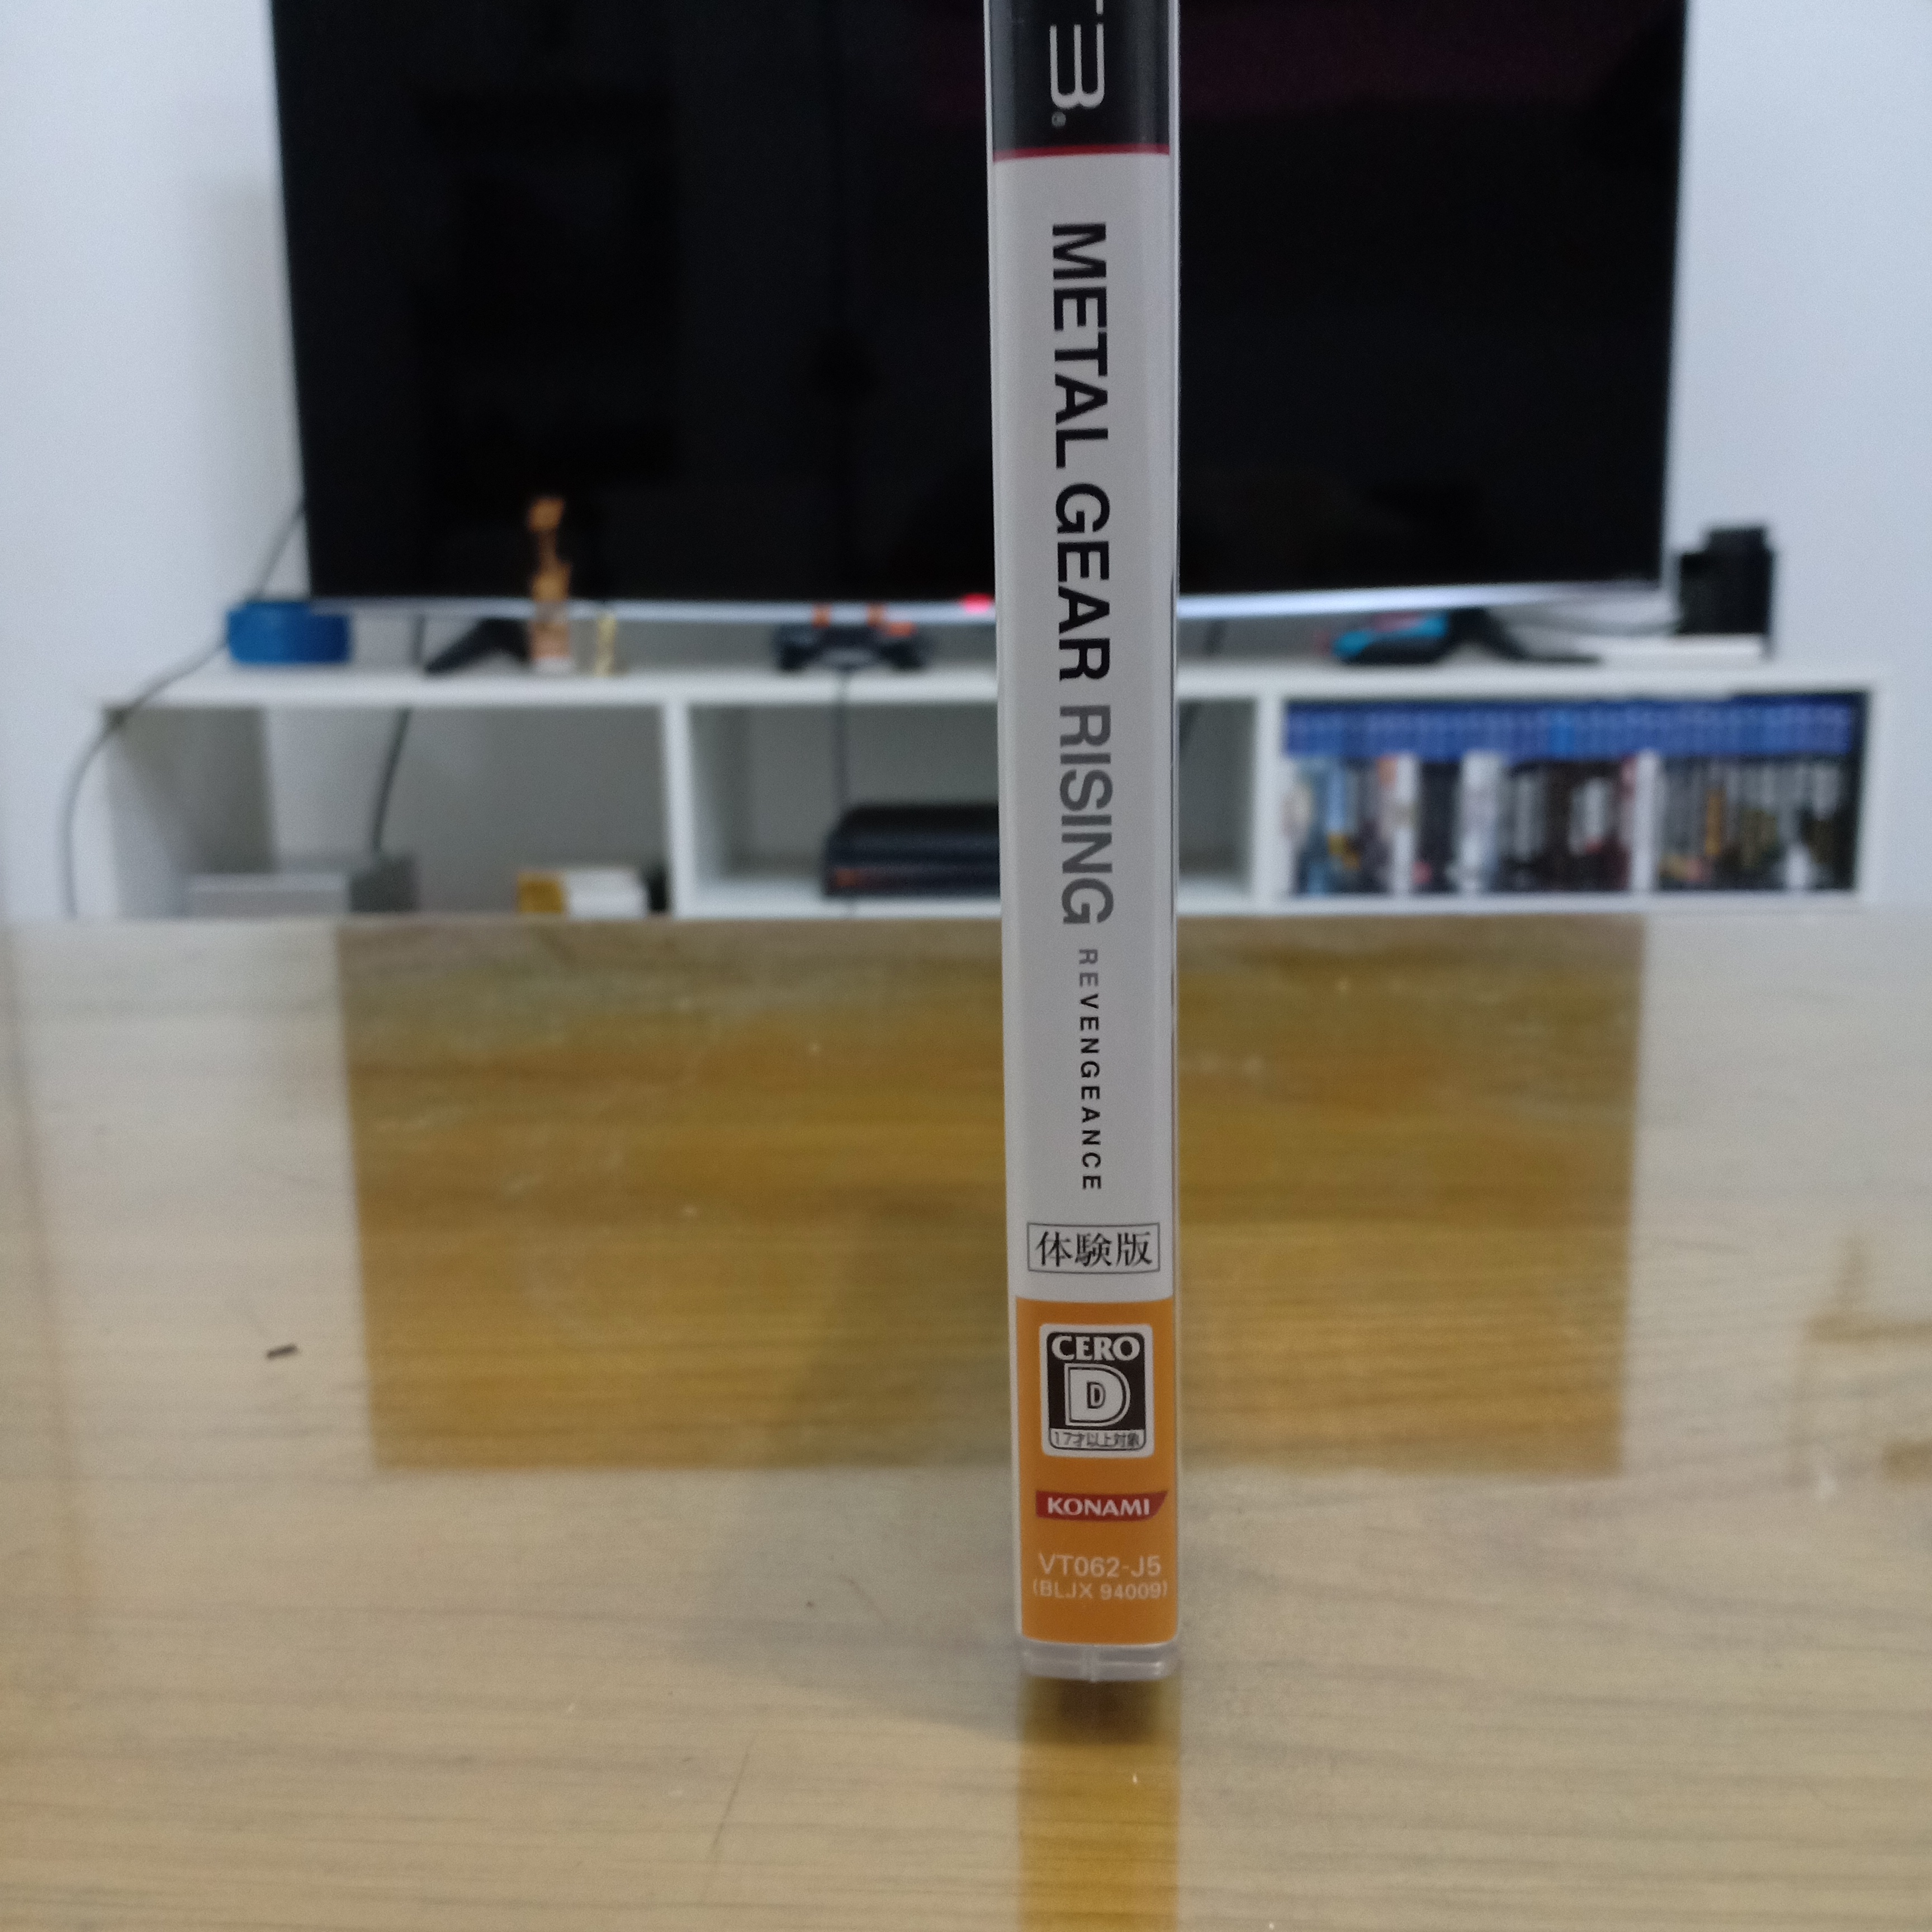 3®
METAL GEAR RISING REVENGEANCE
体験版
CERO
D
17才以上対象
KONAMI
VT062-J5
(BLJX 94009)